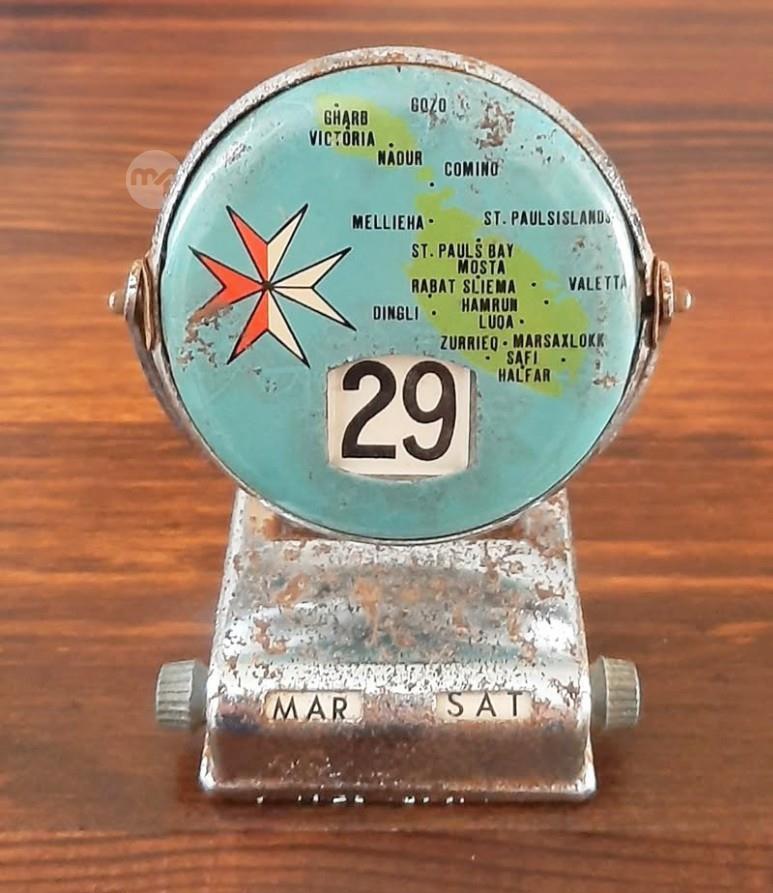 GOZO
GHARB
VICTORIA
NADUR
COMINO
MELLIEHA
ST. PAULSISLANDS
ST. PAULS BAY
MOSTA
RABAT SLIEMA
VALETTA
HAMRUN
DINGLI
LUQA
ZURRIEQ
MARSAXLOKK
SAFI
HALFAR
29
MAR
SAT